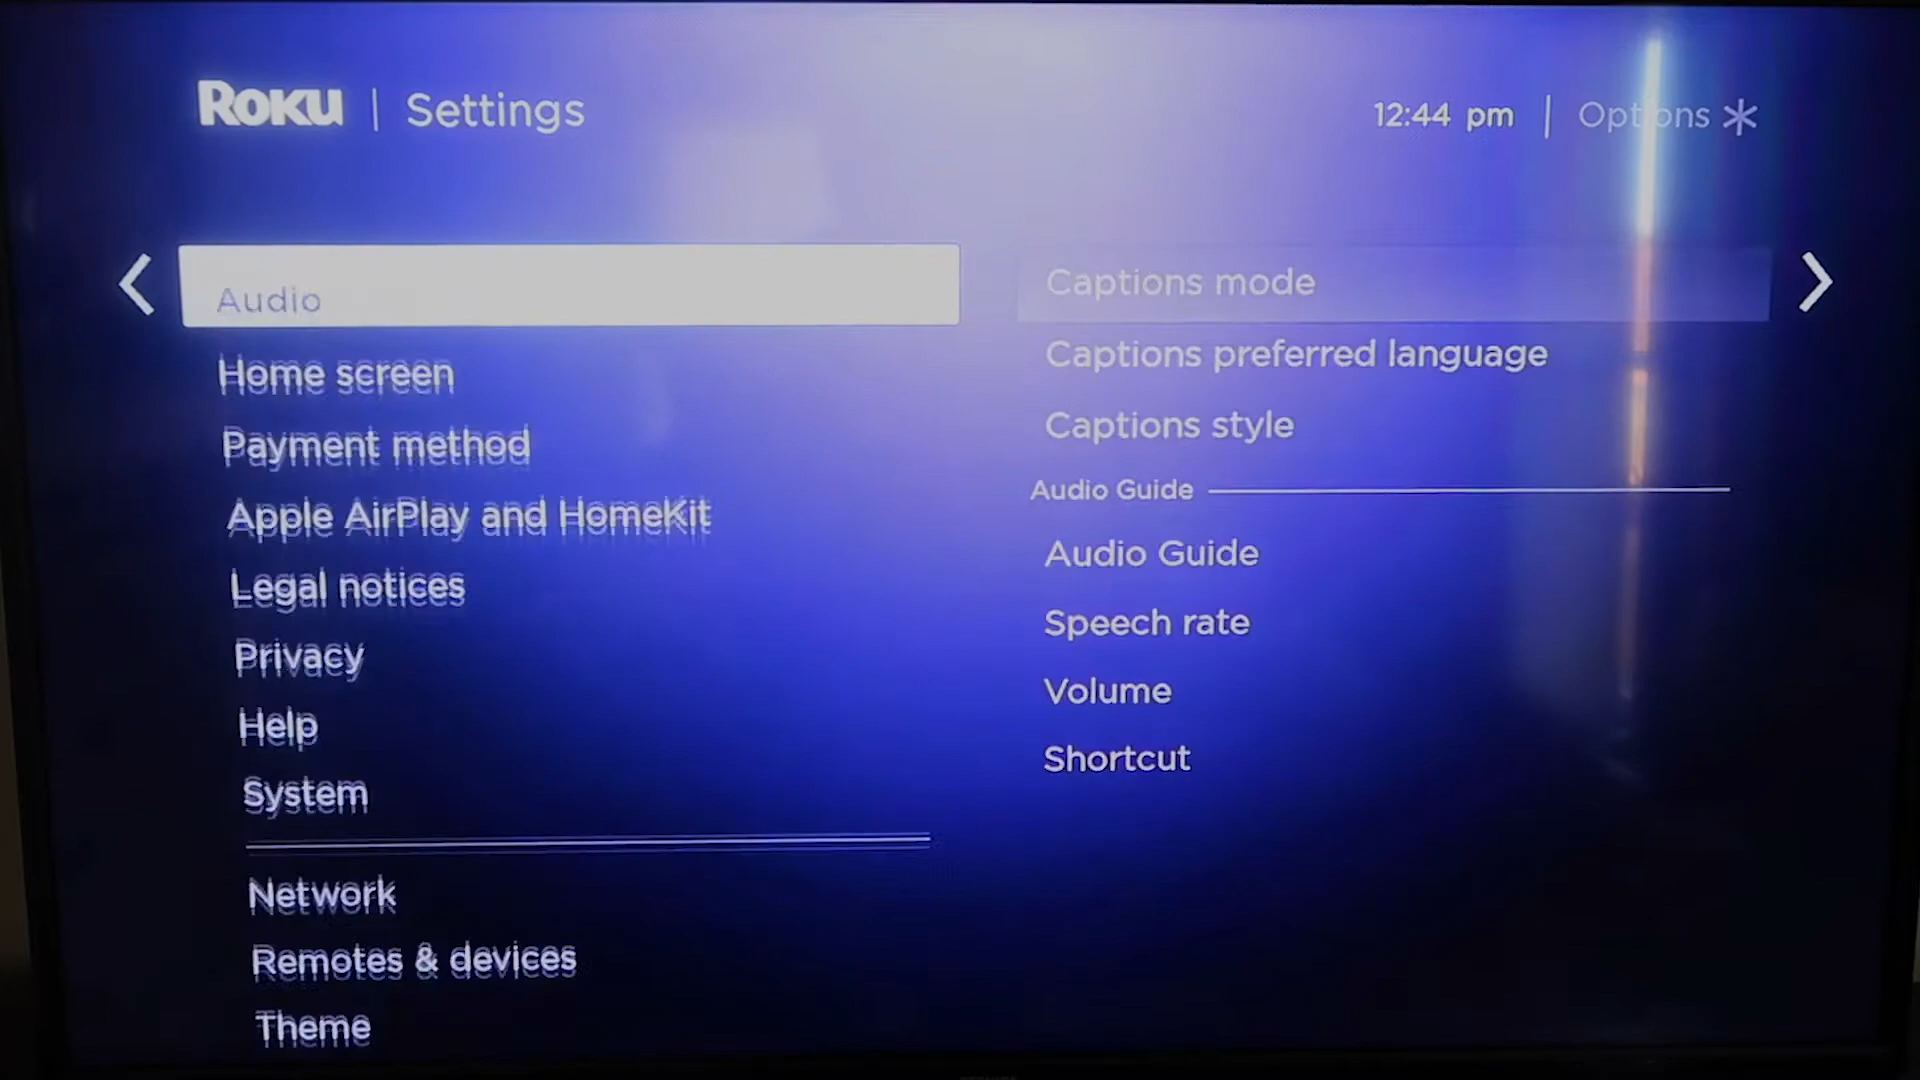 Roku | Settings
12:44 pm | Options *
Audio
Home screen
Payment method
Apple AirPlay and HomeKit
Legal notices
Privacy
Help
System
Network
Remotes & devices
Theme
Captions mode
Captions preferred language
Captions style
Audio Guide
Audio Guide
Speech rate
Volume
Shortcut